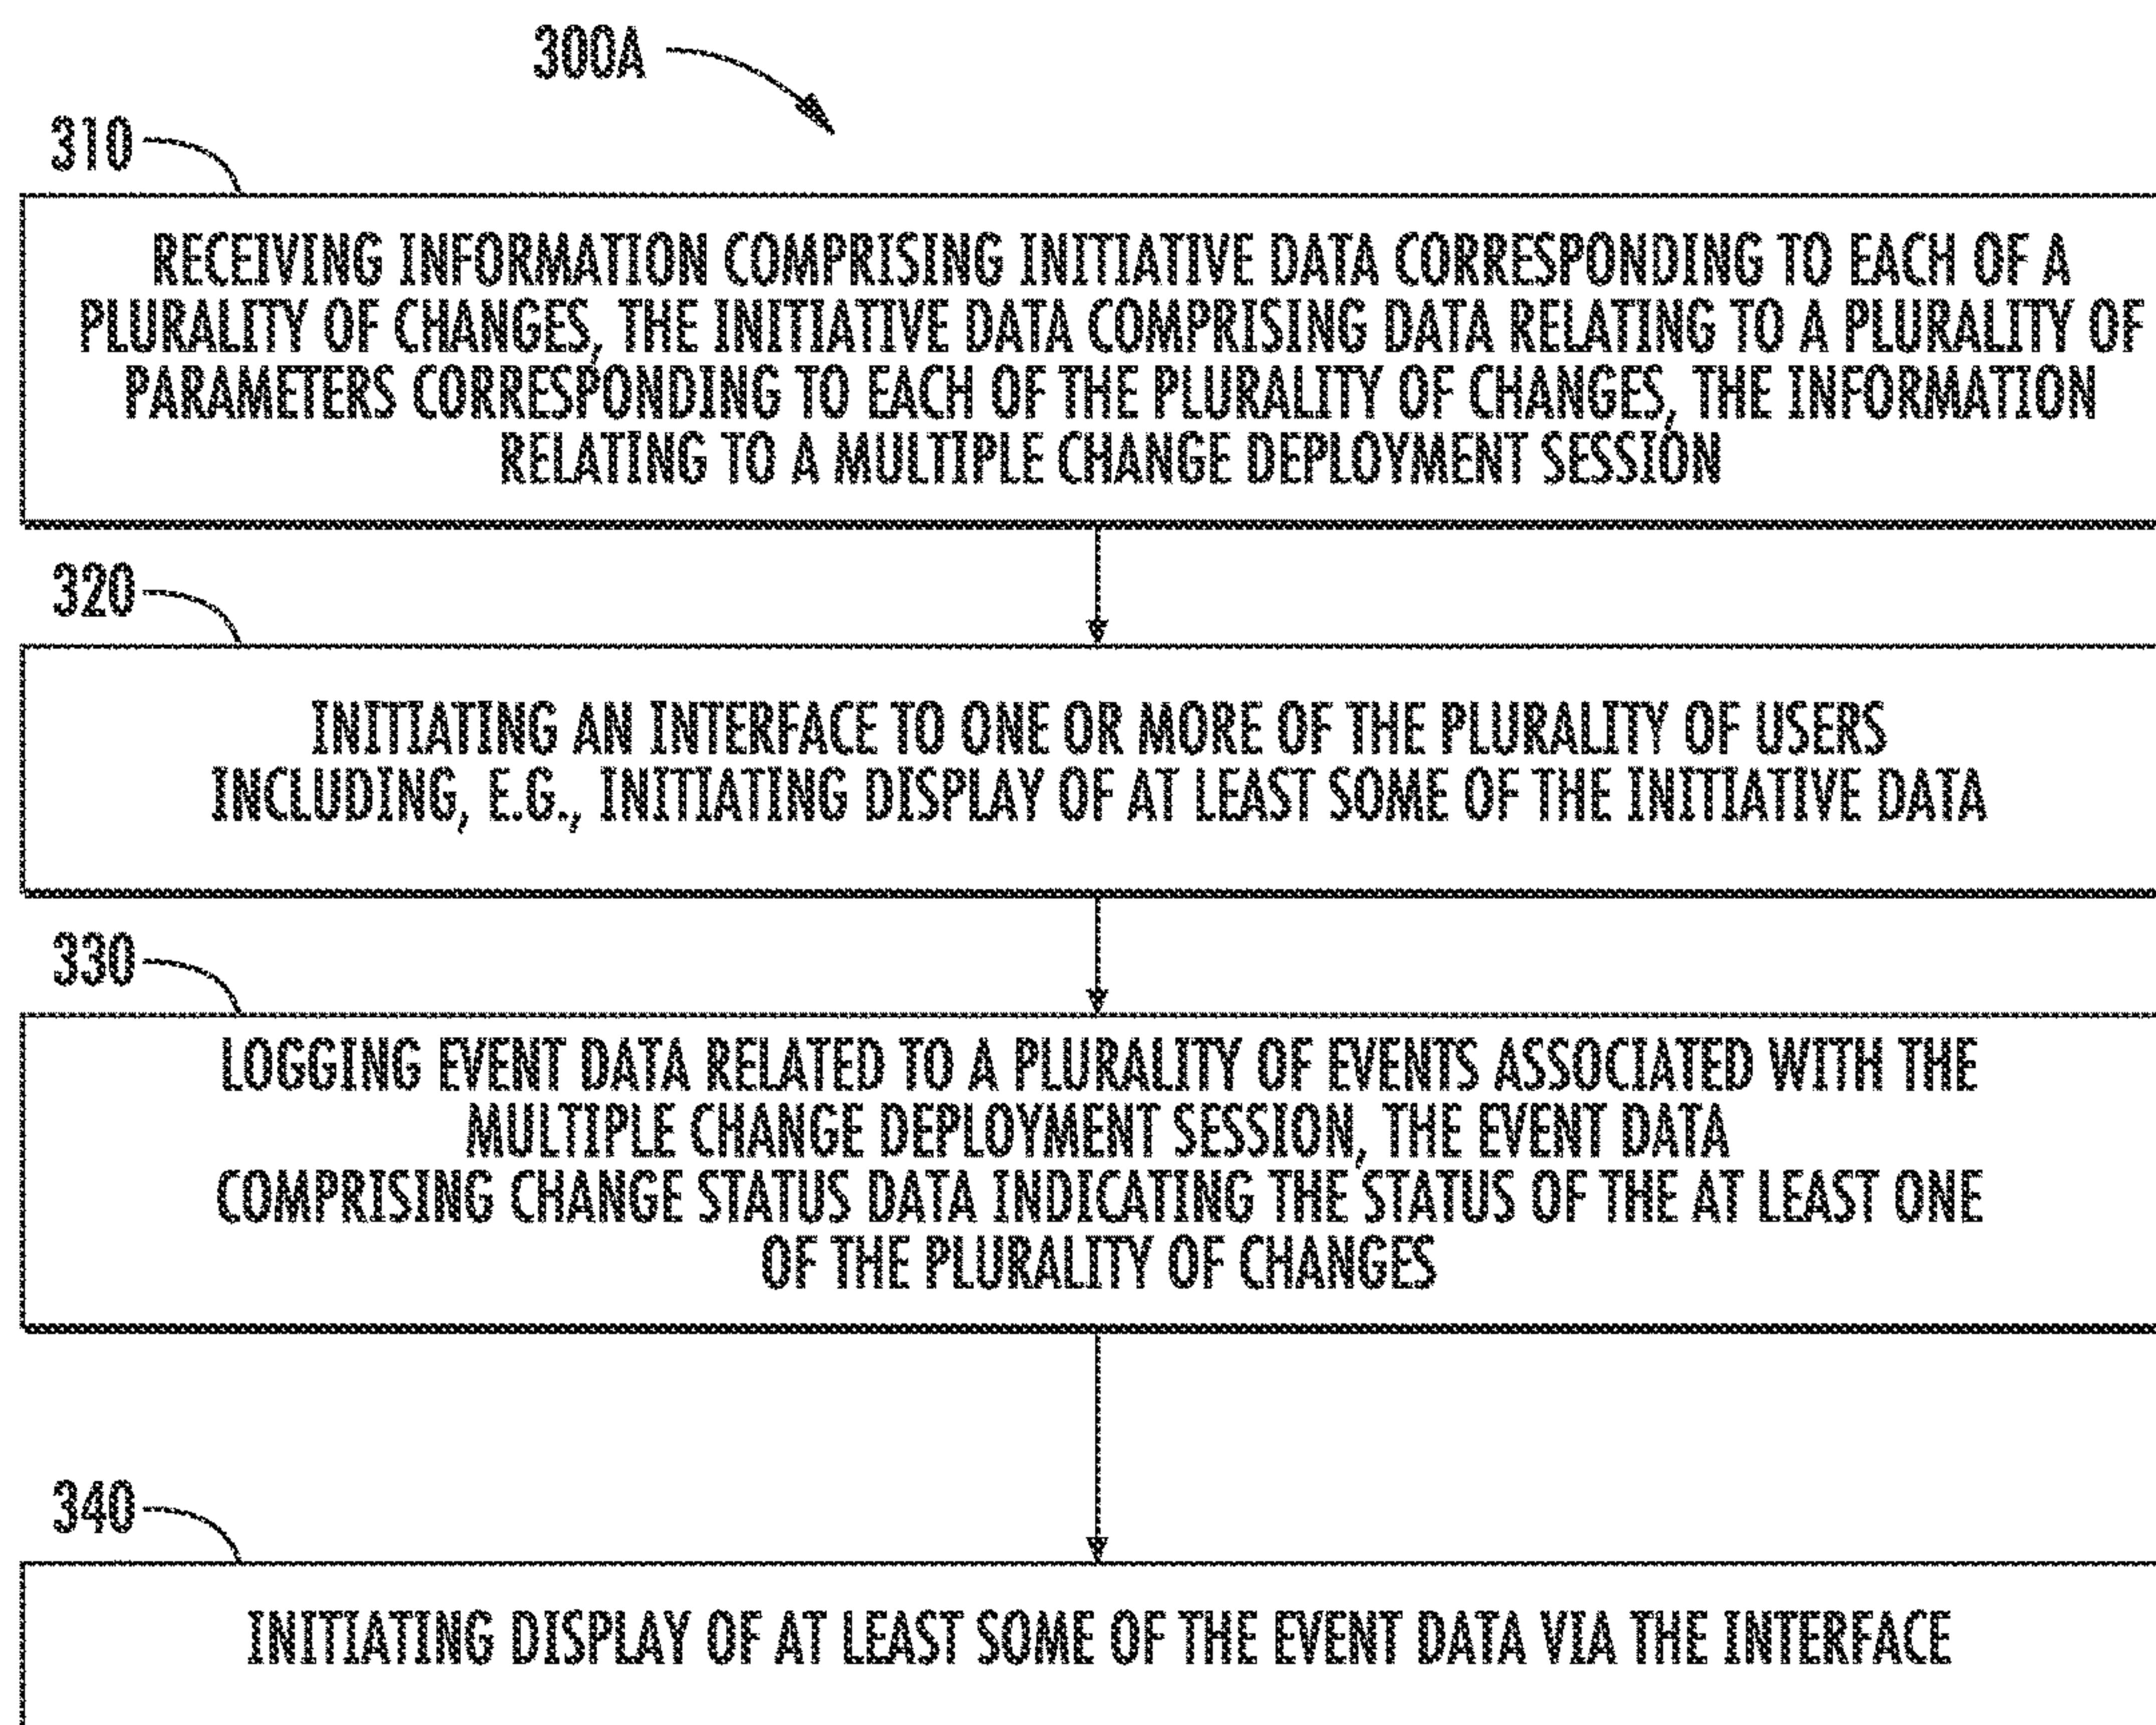 300A
310
RECEIVING INFORMATION COMPRISING INITIATIVE DATA CORRESPONDING TO EACH OF A
PLURALITY OF CHANGES, THE INITIATIVE DATA COMPRISING DATA RELATING TO A PLURALITY OF
PARAMETERS CORRESPONDING TO EACH OF THE PLURALITY OF CHANGES, THE INFORMATION
RELATING TO A MULTIPLE CHANGE DEPLOYMENT SESSION
320
INITIATING AN INTERFACE TO ONE OR MORE OF THE PLURALITY OF USERS
INCLUDING, E.G., INITIATING DISPLAY OF AT LEAST SOME OF THE INITIATIVE DATA
330
LOGGING EVENT DATA RELATED TO A PLURALITY OF EVENTS ASSOCIATED WITH THE
MULTIPLE CHANGE DEPLOYMENT SESSION, THE EVENT DATA
COMPRISING CHANGE STATUS DATA INDICATING THE STATUS OF THE AT LEAST ONE
OF THE PLURALITY OF CHANGES
340
INITIATING DISPLAY OF AT LEAST SOME OF THE EVENT DATA VIA THE INTERFACE